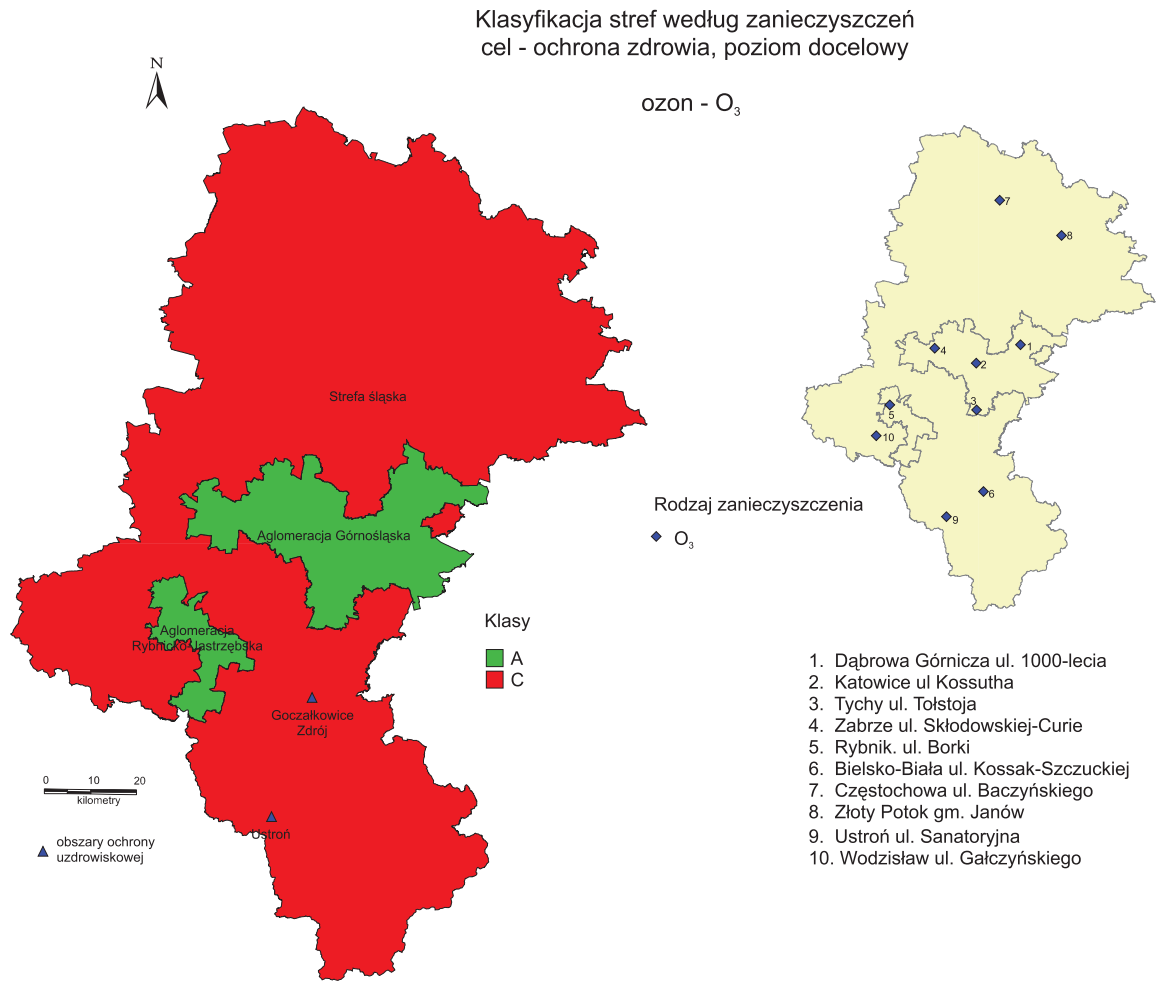 Klasyfikacja stref według zanieczyszczeń
cel - ochrona zdrowia, poziom docelowy
ozon - O₃
N
Strefa śląska
Aglomeracja Górnośląska
Aglomeracja
Rybnicko-Jastrzębska
Goczałkowice
Zdrój
Ustroń
Klasy
A
C
0 10 20
kilometry
obszary ochrony
uzdrowiskowej
7
8
4
1
2
3
5
10
6
9
Rodzaj zanieczyszczenia
O₃
1. Dąbrowa Górnicza ul. 1000-lecia
2. Katowice ul Kossutha
3. Tychy ul. Tołstoja
4. Zabrze ul. Skłodowskiej-Curie
5. Rybnik. ul. Borki
6. Bielsko-Biała ul. Kossak-Szczuckiej
7. Częstochowa ul. Baczyńskiego
8. Złoty Potok gm. Janów
9. Ustroń ul. Sanatoryjna
10. Wodzisław ul. Gałczyńskiego